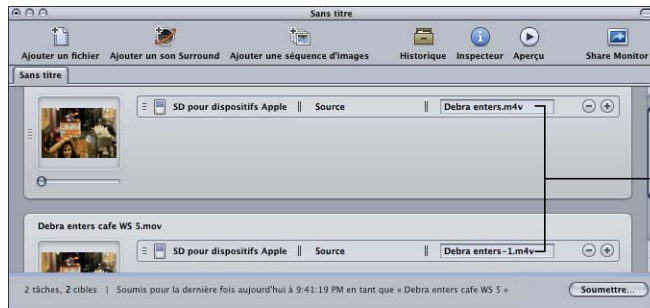 Sans titre
Ajouter un fichier Ajouter un son Surround Ajouter une séquence d'images Historique Inspecteur Aperçu Share Monitor
Sans titre
SD pour dispositifs Apple Source Debra enters.m4v
Debra enters cafe WS 5.mov
SD pour dispositifs Apple Source Debra enters-1.m4v
2 tâches, 2 cibles | Soumis pour la dernière fois aujourd'hui à 9:41:19 PM en tant que « Debra enters cafe WS 5 » Soumettre...